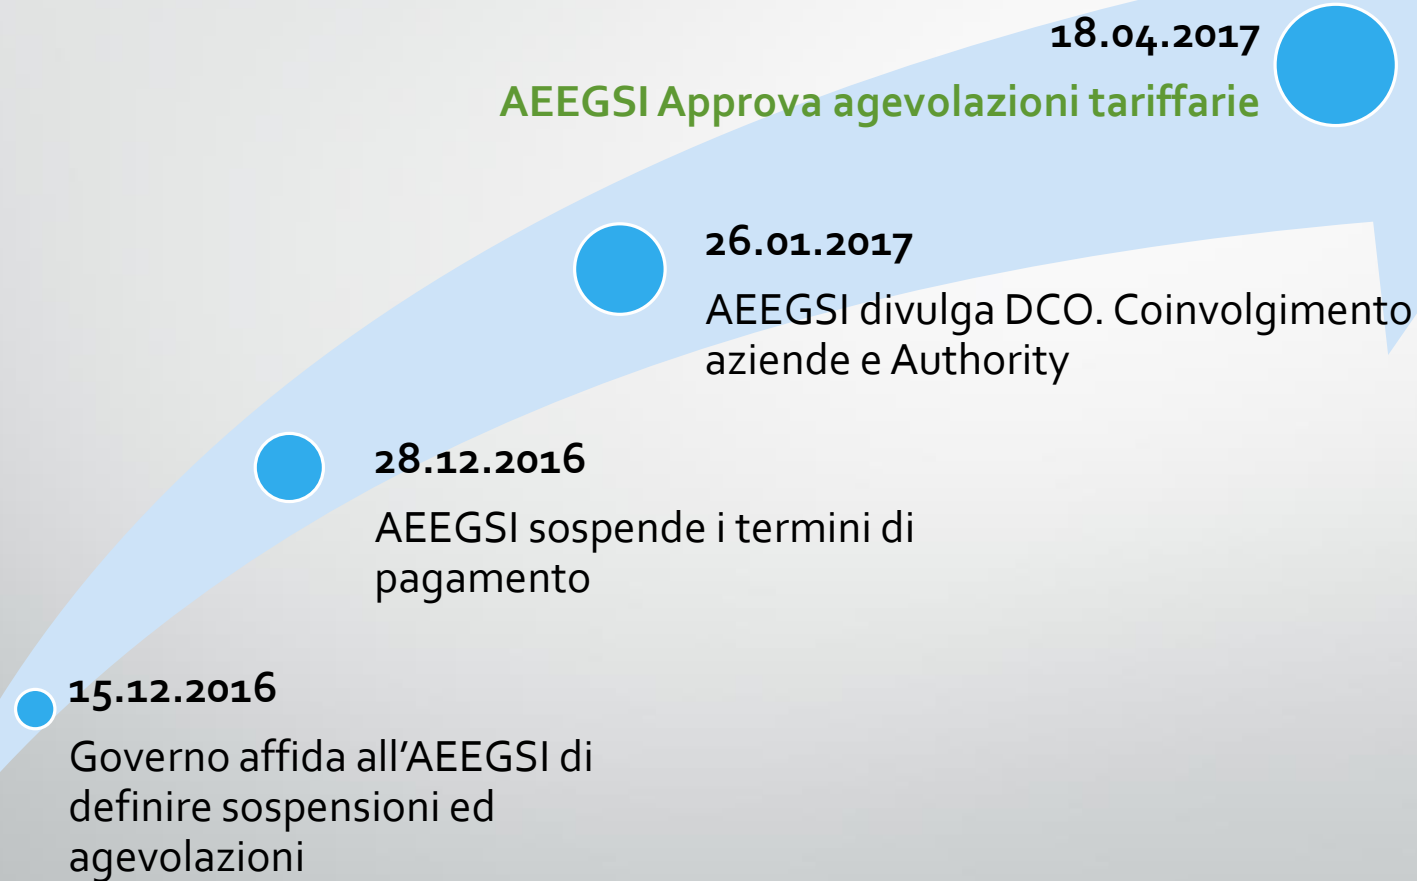 18.04.2017
AEEGSI Approva agevolazioni tariffarie
26.01.2017
AEEGSI divulga DCO. Coinvolgimento
aziende e Authority
28.12.2016
AEEGSI sospende i termini di
pagamento
15.12.2016
Governo affida all’AEEGSI di
definire sospensioni ed
agevolazioni